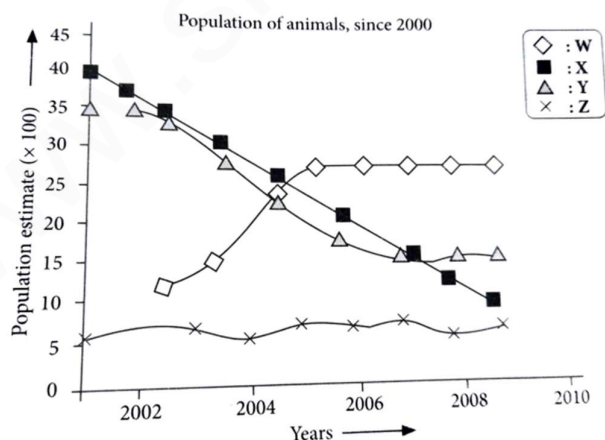 Population of animals, since 2000
: W
: X
: Y
: Z
Population estimate (× 100)
45
40
35
30
25
20
15
10
5
0
2002
2004
2006
2008
2010
Years